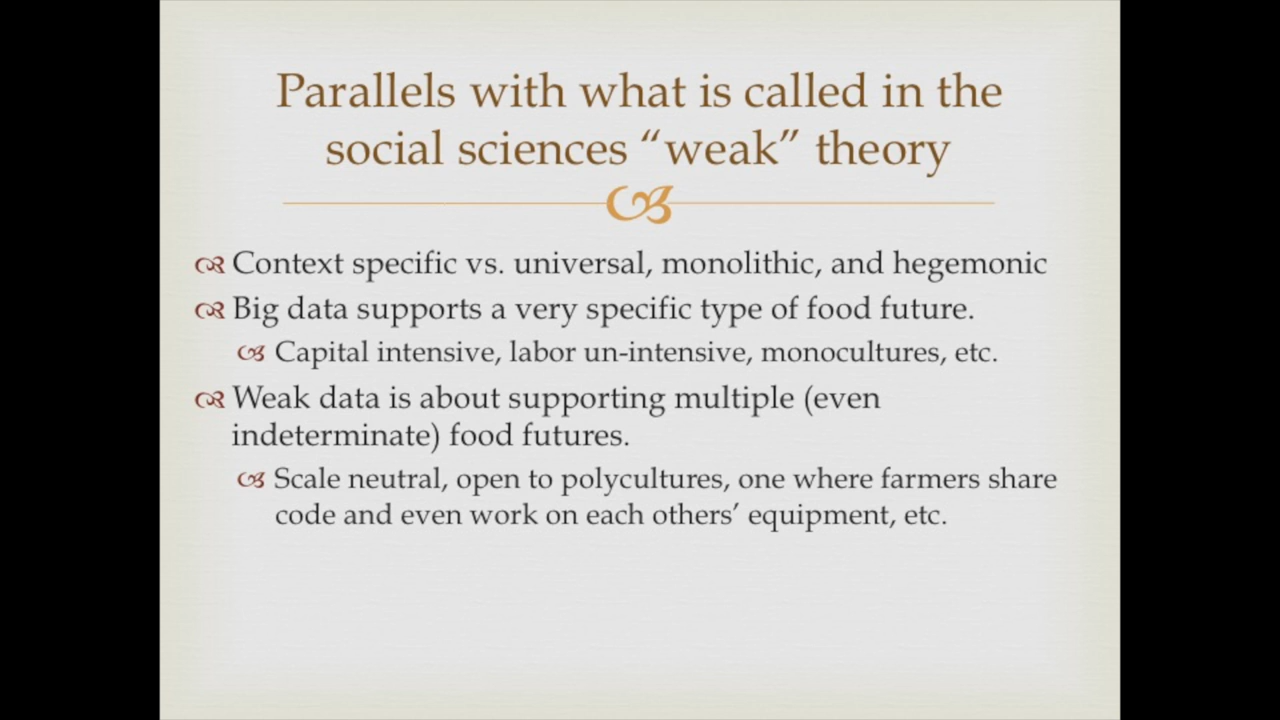 Parallels with what is called in the
social sciences “weak” theory
Context specific vs. universal, monolithic, and hegemonic
Big data supports a very specific type of food future.
Capital intensive, labor un-intensive, monocultures, etc.
Weak data is about supporting multiple (even
indeterminate) food futures.
Scale neutral, open to polycultures, one where farmers share
code and even work on each others’ equipment, etc.